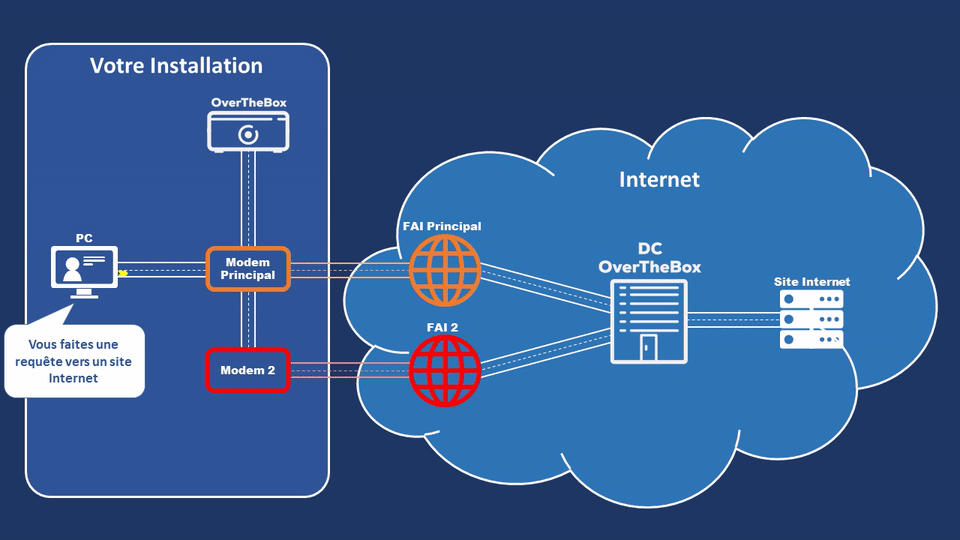 Votre Installation
OverTheBox
PC
Modem
Principal
Modem 2
Vous faites une
requête vers un site
Internet
Internet
FAI Principal
FAI 2
DC
OverTheBox
Site Internet